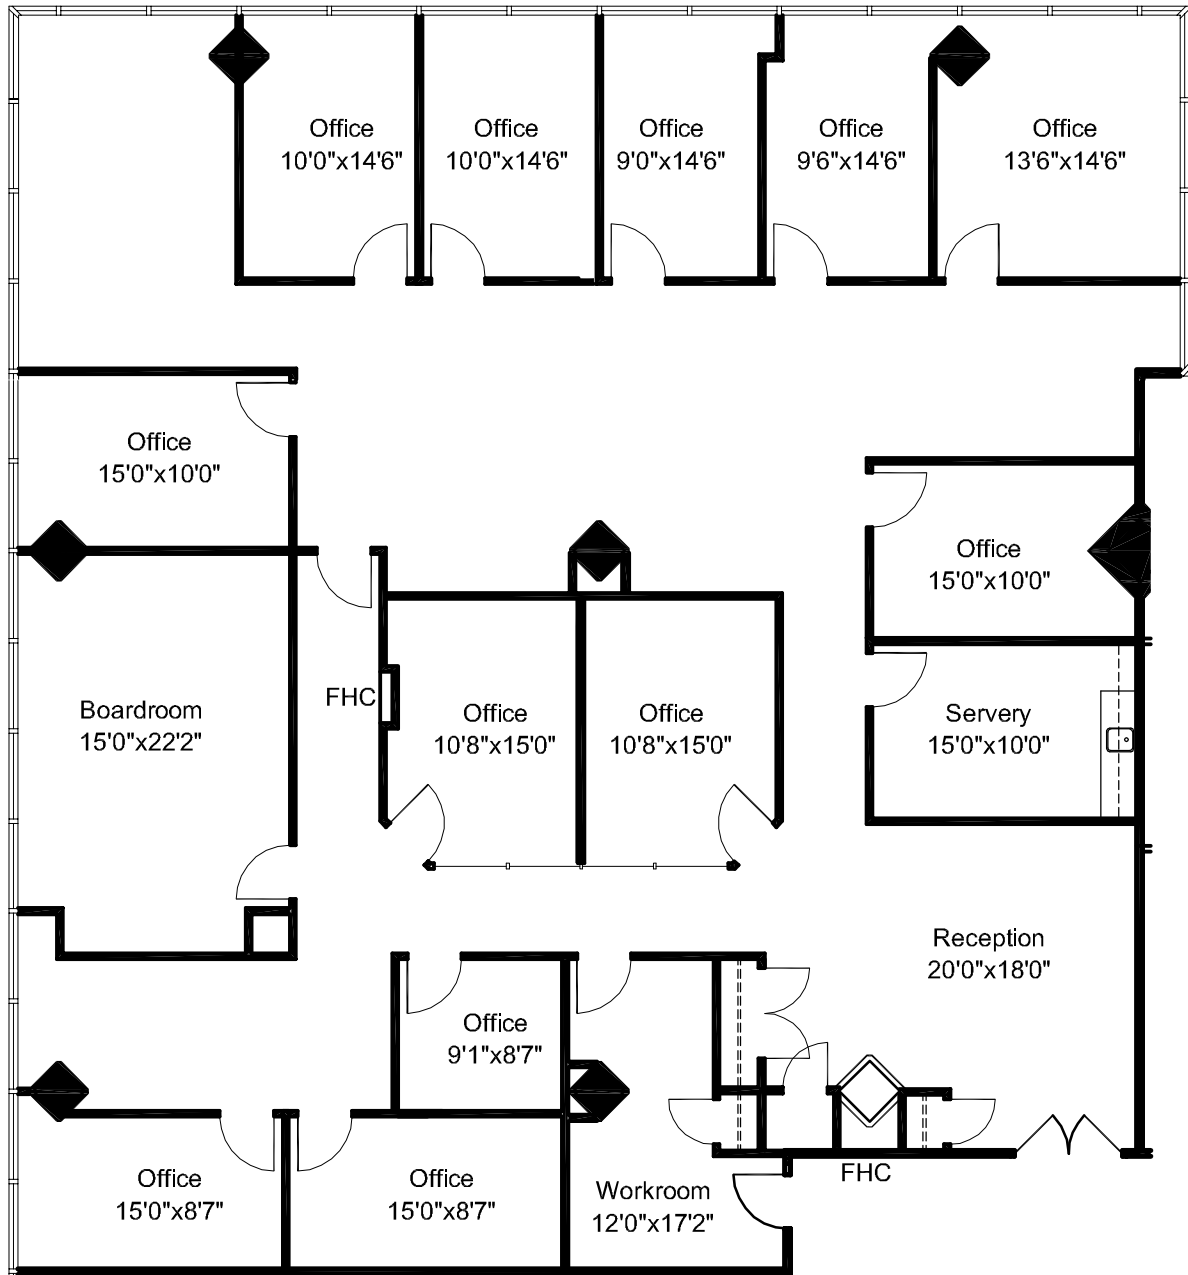 Office
10'0"x14'6"
Office
10'0"x14'6"
Office
9'0"x14'6"
Office
9'6"x14'6"
Office
13'6"x14'6"
Office
15'0"x10'0"
Office
15'0"x10'0"
Boardroom
15'0"x22'2"
FHC
Office
10'8"x15'0"
Office
10'8"x15'0"
Servery
15'0"x10'0"
Reception
20'0"x18'0"
Office
9'1"x8'7"
Office
15'0"x8'7"
Office
15'0"x8'7"
Workroom
12'0"x17'2"
FHC